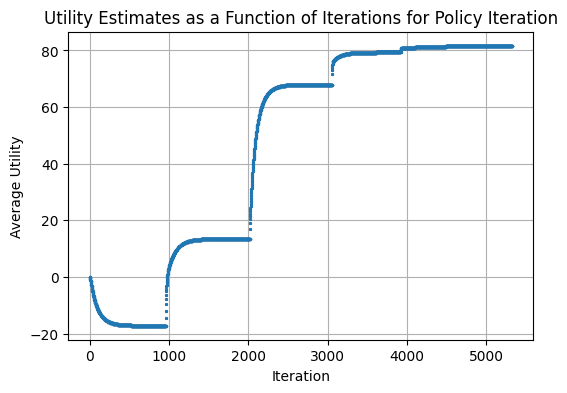 Utility Estimates as a Function of Iterations for Policy Iteration
80
60
40
20
0
−20
Average Utility
0 1000 2000 3000 4000 5000
Iteration